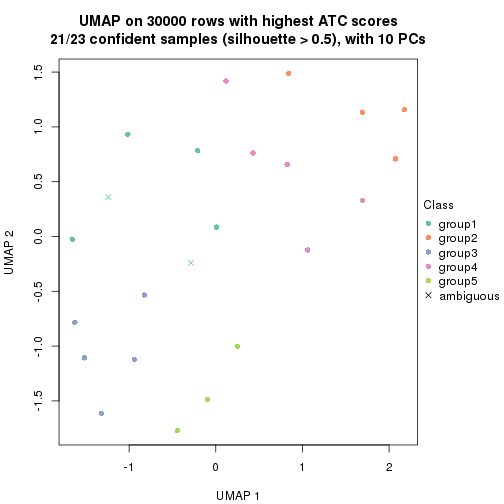 UMAP on 30000 rows with highest ATC scores
21/23 confident samples (silhouette > 0.5), with 10 PCs
1.5
1.0
0.5
0.0
-0.5
-1.0
-1.5
UMAP 2
-1
0
1
2
UMAP 1
Class
group1
group2
group3
group4
group5
ambiguous